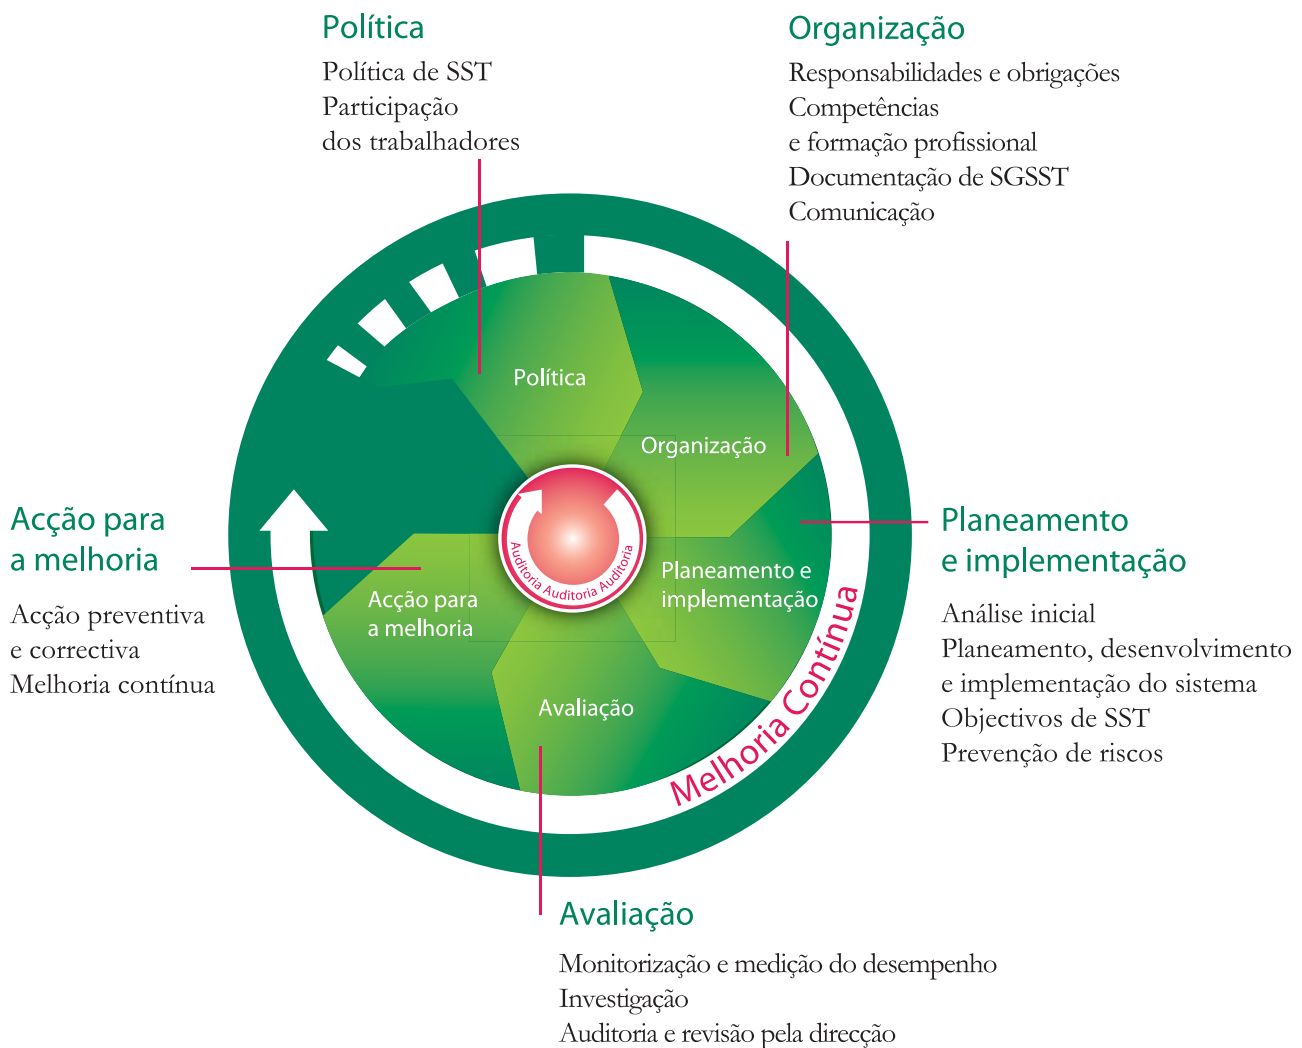 Política
Política de SST
Participação
dos trabalhadores
Organização
Responsabilidades e obrigações
Competências
e formação profissional
Documentação de SGSST
Comunicação
Política
Organização
Planeamento e
implementação
Avaliação
Acção para
a melhoria
Auditoria Auditoria Auditoria
Melhoria Contínua
Acção para
a melhoria
Acção preventiva
e correctiva
Melhoria contínua
Planeamento
e implementação
Análise inicial
Planeamento, desenvolvimento
e implementação do sistema
Objectivos de SST
Prevenção de riscos
Avaliação
Monitorização e medição do desempenho
Investigação
Auditoria e revisão pela direcção